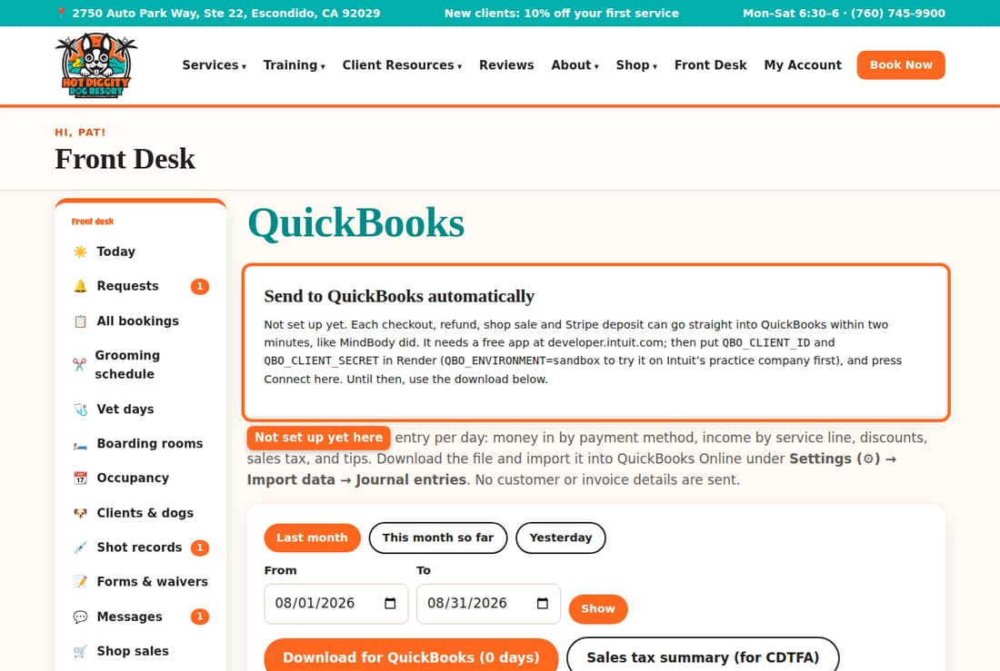 📍 2750 Auto Park Way, Ste 22, Escondido, CA 92029
New clients: 10% off your first service
Mon–Sat 6:30–6 · (760) 745-9900
HOT DIGGITY
DOG RESORT
Services ▾
Training ▾
Client Resources ▾
Reviews
About ▾
Shop ▾
Front Desk
My Account
Book Now
HI, PAT!
Front Desk
Front desk
☀️ Today
🔔 Requests 1
📋 All bookings
✂️ Grooming
schedule
🩺 Vet days
🛏️ Boarding rooms
📆 Occupancy
🐶 Clients & dogs
💉 Shot records 1
📝 Forms & waivers
💬 Messages 1
🛒 Shop sales
QuickBooks
Send to QuickBooks automatically
Not set up yet. Each checkout, refund, shop sale and Stripe deposit can go straight into QuickBooks within two
minutes, like MindBody did. It needs a free app at developer.intuit.com; then put QBO_CLIENT_ID and
QBO_CLIENT_SECRET in Render (QBO_ENVIRONMENT=sandbox to try it on Intuit’s practice company first), and press
Connect here. Until then, use the download below.
Not set up yet here entry per day: money in by payment method, income by service line, discounts,
sales tax, and tips. Download the file and import it into QuickBooks Online under Settings (⚙) →
Import data → Journal entries. No customer or invoice details are sent.
Last month
This month so far
Yesterday
From
To
08/01/2026
08/31/2026
Show
Download for QuickBooks (0 days)
Sales tax summary (for CDTFA)